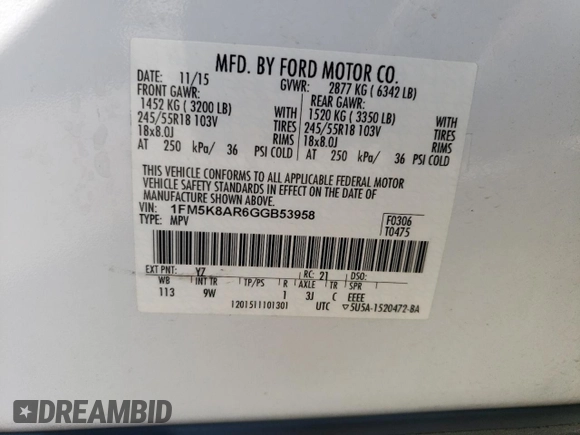 MFD. BY FORD MOTOR CO.
DATE: 11/15 GVWR: 2877 KG ( 6342 LB)
FRONT GAWR: REAR GAWR:
1452 KG ( 3200 LB) WITH 1520 KG ( 3350 LB) WITH
245/55R18 103V TIRES 245/55R18 103V TIRES
18x8.0J RIMS 18x8.0J RIMS
AT 250 kPa/ 36 PSI COLD AT 250 kPa/ 36 PSI COLD
THIS VEHICLE CONFORMS TO ALL APPLICABLE FEDERAL MOTOR
VEHICLE SAFETY STANDARDS IN EFFECT ON THE DATE OF
MANUFACTURE SHOWN ABOVE.
VIN: 1FM5K8AR6GGB53958 F0306
TYPE: MPV T0475
EXT PNT: YZ RC: 21 DSO:
WB INT TR TP/PS R AXLE TR SPR
113 9W 1 3J C EEEE
1201511101301 UTC ▽5U5A-1520472-BA
DREAMBID